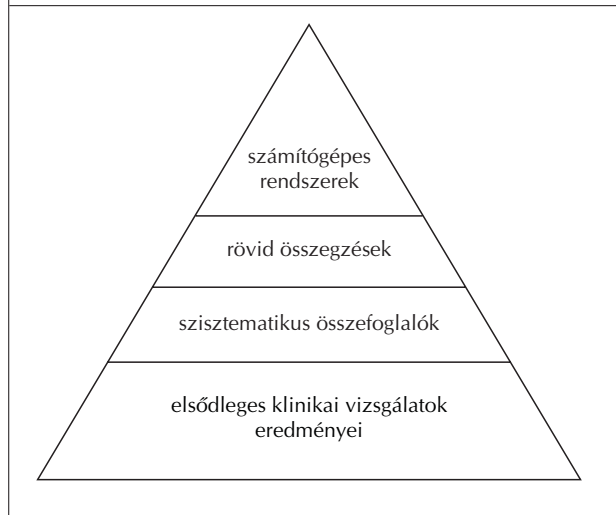 számítógépes
rendszerek
rövid összegzések
szisztematikus összefoglalók
elsődleges klinikai vizsgálatok
eredményei